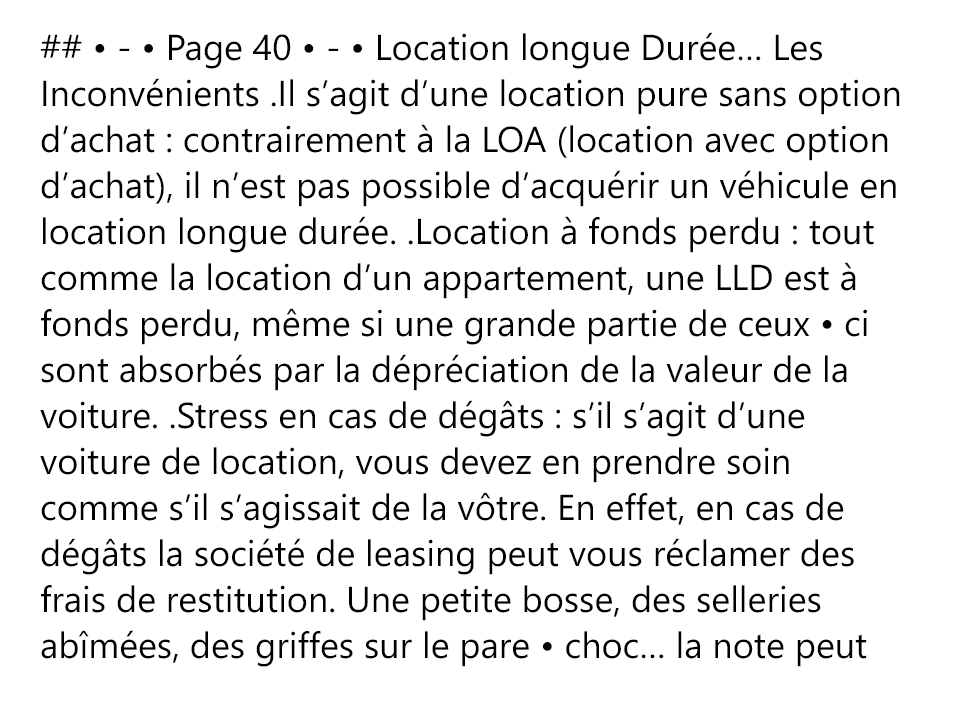 ## • - • Page 40 • - • Location longue Durée… Les
Inconvénients .Il s’agit d’une location pure sans option
d’achat : contrairement à la LOA (location avec option
d’achat), il n’est pas possible d’acquérir un véhicule en
location longue durée. .Location à fonds perdu : tout
comme la location d’un appartement, une LLD est à
fonds perdu, même si une grande partie de ceux • ci
sont absorbés par la dépréciation de la valeur de la
voiture. .Stress en cas de dégâts : s’il s’agit d’une
voiture de location, vous devez en prendre soin
comme s’il s’agissait de la vôtre. En effet, en cas de
dégâts la société de leasing peut vous réclamer des
frais de restitution. Une petite bosse, des selleries
abîmées, des griffes sur le pare • choc… la note peut